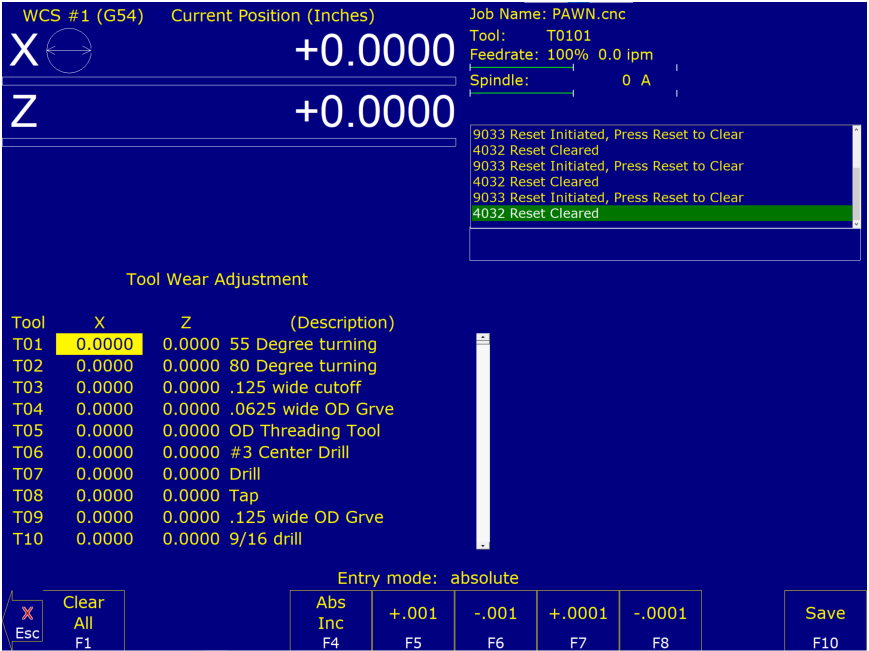 WCS #1 (G54) Current Position (Inches)
X +0.0000
Z +0.0000
Job Name: PAWN.cnc
Tool: T0101
Feedrate: 100% 0.0 ipm
Spindle: 0 A
9033 Reset Initiated, Press Reset to Clear
4032 Reset Cleared
9033 Reset Initiated, Press Reset to Clear
4032 Reset Cleared
9033 Reset Initiated, Press Reset to Clear
4032 Reset Cleared
Tool Wear Adjustment
Tool X Z (Description)
T01 0.0000 0.0000 55 Degree turning
T02 0.0000 0.0000 80 Degree turning
T03 0.0000 0.0000 .125 wide cutoff
T04 0.0000 0.0000 .0625 wide OD Grve
T05 0.0000 0.0000 OD Threading Tool
T06 0.0000 0.0000 #3 Center Drill
T07 0.0000 0.0000 Drill
T08 0.0000 0.0000 Tap
T09 0.0000 0.0000 .125 wide OD Grve
T10 0.0000 0.0000 9/16 drill
Entry mode: absolute
X
Esc
Clear
All
F1
Abs
Inc
F4
+.001
F5
-.001
F6
+.0001
F7
-.0001
F8
Save
F10